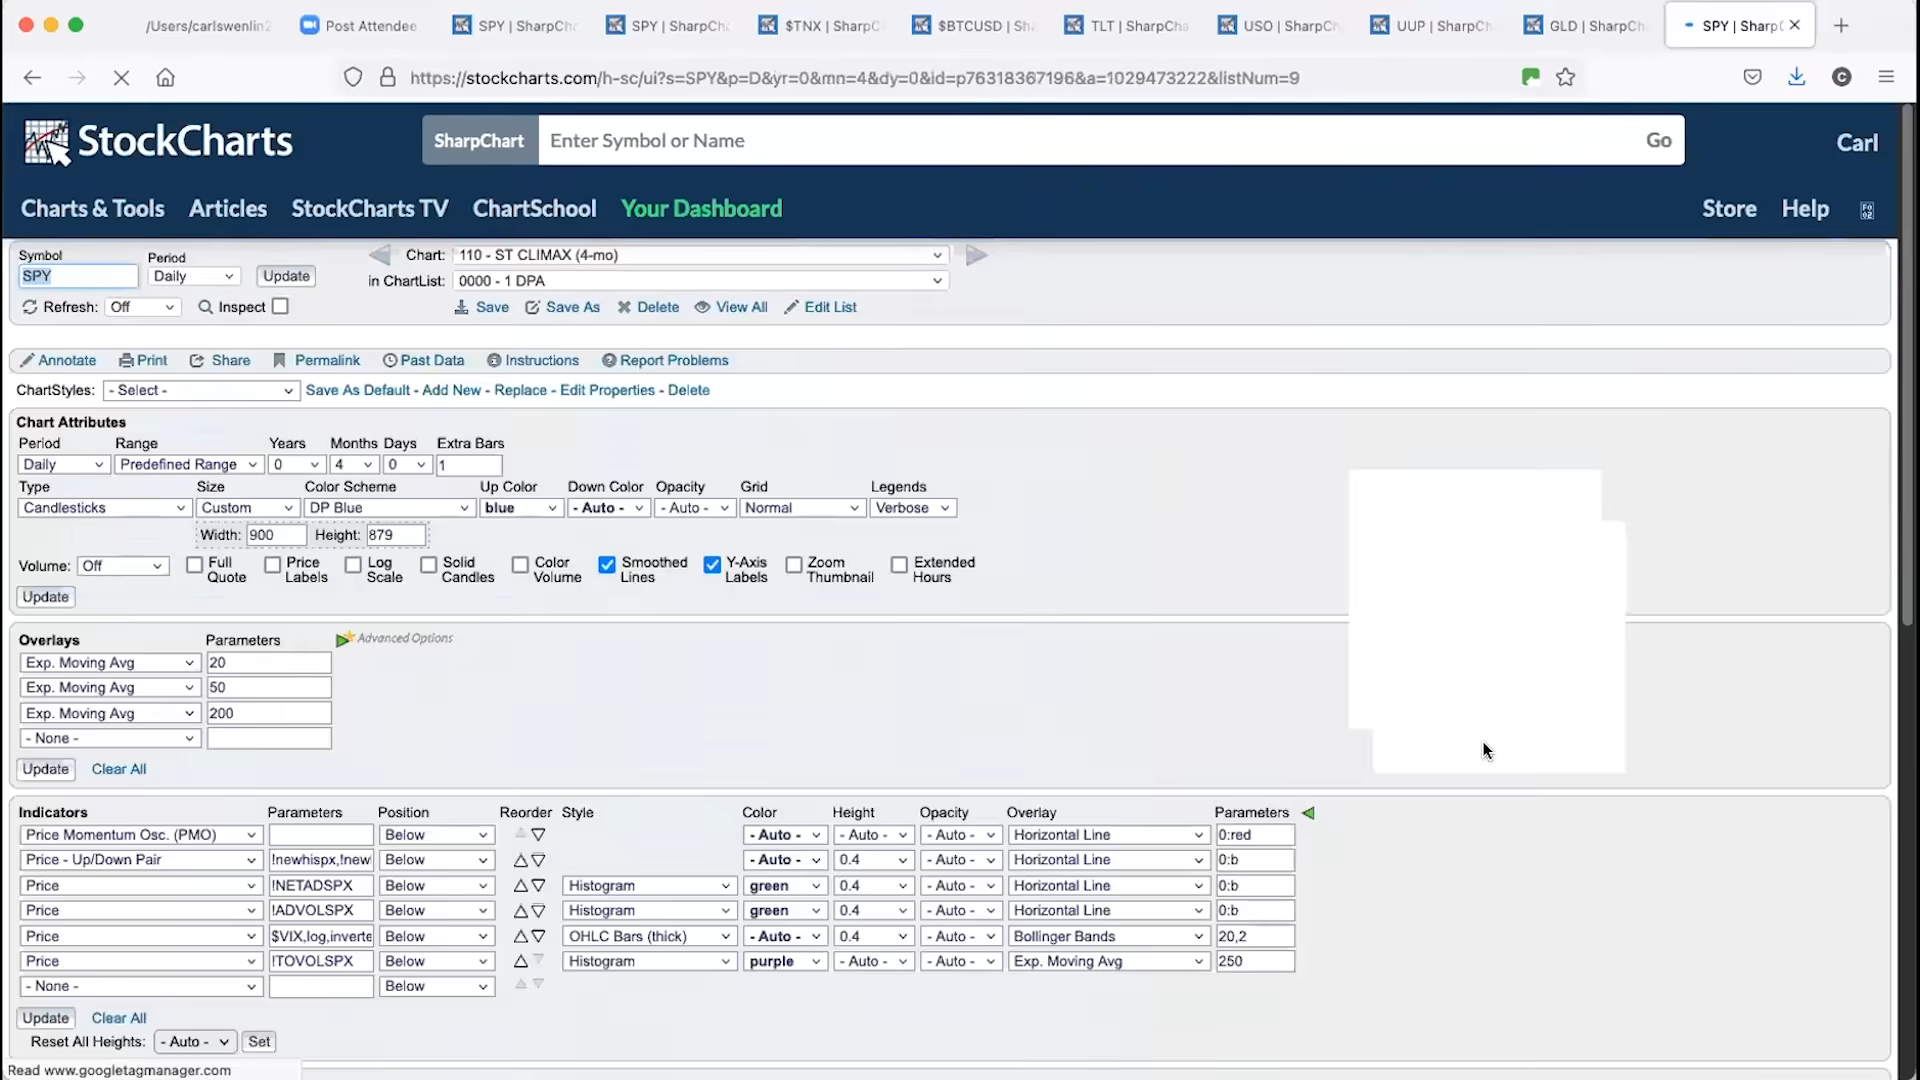 /Users/carlswenlin2
Post Attendee
SPY | SharpCh
SPY | SharpCh
$TNX | SharpC
$BTCUSD | Sha
TLT | SharpCha
USO | SharpCh
UUP | SharpCh
GLD | SharpCh
SPY | SharpC
https://stockcharts.com/h-sc/ui?s=SPY&p=D&yr=0&mn=4&dy=0&id=p76318367196&a=1029473222&listNum=9
StockCharts SharpChart Enter Symbol or Name Go Carl
Charts & Tools Articles StockCharts TV ChartSchool Your Dashboard Store Help
Symbol Period Chart: 110 - ST CLIMAX (4-mo)
SPY Daily Update in ChartList: 0000 - 1 DPA
Refresh: Off Inspect Save Save As Delete View All Edit List
Annotate Print Share Permalink Past Data Instructions Report Problems
ChartStyles: - Select - Save As Default - Add New - Replace - Edit Properties - Delete
Chart Attributes
Period Range Years Months Days Extra Bars
Daily Predefined Range 0 4 0 1
Type Size Color Scheme Up Color Down Color Opacity Grid Legends
Candlesticks Custom DP Blue blue - Auto - - Auto - Normal Verbose
Width: 900 Height: 879
Volume: Off Full Quote Price Labels Log Scale Solid Candles Color Volume Smoothed Lines Y-Axis Labels Zoom Thumbnail Extended Hours
Update
Overlays Parameters Advanced Options
Exp. Moving Avg 20
Exp. Moving Avg 50
Exp. Moving Avg 200
- None -
Update Clear All
Indicators Parameters Position Reorder Style Color Height Opacity Overlay Parameters
Price Momentum Osc. (PMO) Below - Auto - - Auto - - Auto - Horizontal Line 0:red
Price - Up/Down Pair !newhispx,!new Below - Auto - 0.4 - Auto - Horizontal Line 0:b
Price !NETADSPX Below Histogram green 0.4 - Auto - Horizontal Line 0:b
Price !ADVOLSPX Below Histogram green 0.4 - Auto - Horizontal Line 0:b
Price $VIX,log,inverte Below OHLC Bars (thick) - Auto - 0.4 - Auto - Bollinger Bands 20,2
Price !TOVOLSPX Below Histogram purple - Auto - - Auto - Exp. Moving Avg 250
- None - Below
Update Clear All
Reset All Heights: - Auto - Set
Read www.googletagmanager.com